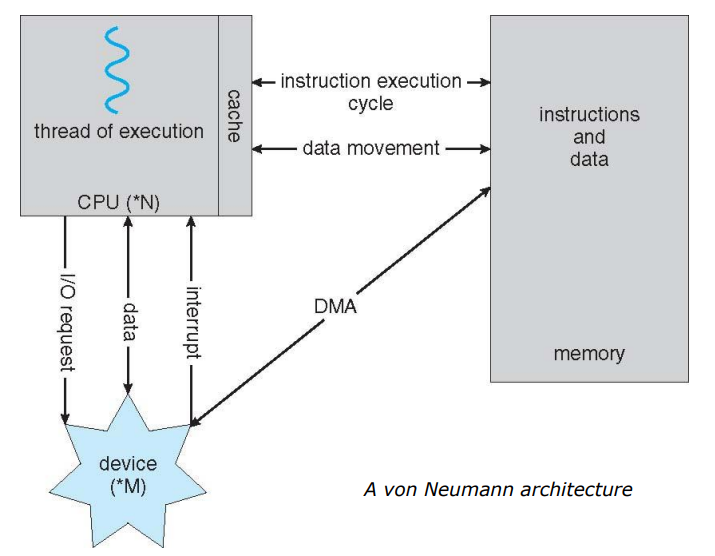 thread of execution
cache
CPU (*N)
instruction execution
cycle
data movement
instructions
and
data
memory
I/O request
data
interrupt
DMA
device
(*M)
A von Neumann architecture